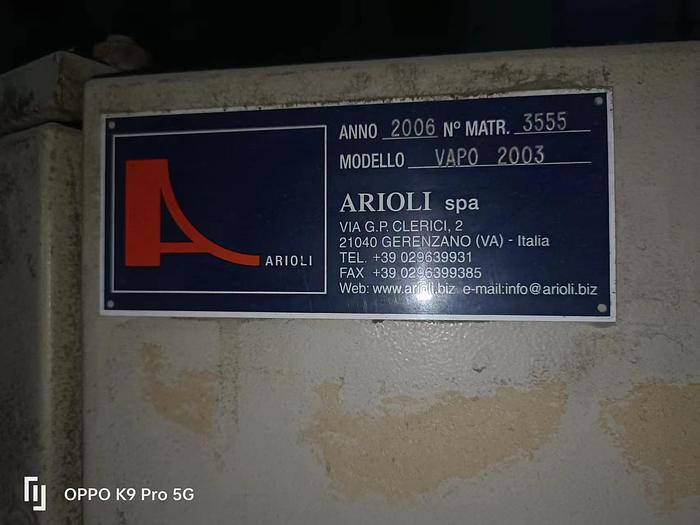 ANNO 2006 Nº MATR. 3555
MODELLO VAPO 2003
ARIOLI
ARIOLI spa
VIA G.P. CLERICI, 2
21040 GERENZANO (VA) - Italia
TEL. +39 029639931
FAX +39 0296399385
Web: www.arioli.biz e-mail:info@arioli.biz
OPPO K9 Pro 5G